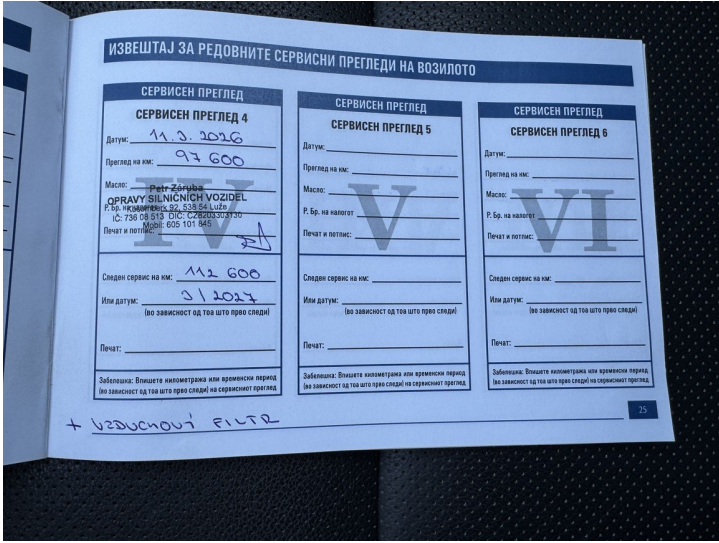 ИЗВЕШТАЈ ЗА РЕДОВНИТЕ СЕРВИСНИ ПРЕГЛЕДИ НА ВОЗИЛОТО
СЕРВИСЕН ПРЕГЛЕД
СЕРВИСЕН ПРЕГЛЕД 4
Датум: 11.3.2026
Преглед на км: 97 600
Масло:
Petr Záruba
OPRAVY SILNIČNÍCH VOZIDEL
Р. Бр. на
92, 538 54 Luže
IČ: 736 08 513 DIČ: CZ8203303130
Mobil: 605 101 845
Печат и потпис:
IV
Следен сервис на км: 112 600
Или датум: 3/2027
(во зависност од тоа што прво следи)
Печат:
Забелешка: Впишете километража или временски период
(во зависност од тоа што прво следи) на сервисниот преглед
СЕРВИСЕН ПРЕГЛЕД
СЕРВИСЕН ПРЕГЛЕД 5
Датум:
Преглед на км:
Масло:
Р. Бр. на налогот
Печат и потпис:
V
Следен сервис на км:
Или датум:
(во зависност од тоа што прво следи)
Печат:
Забелешка: Впишете километража или временски период
(во зависност од тоа што прво следи) на сервисниот преглед
СЕРВИСЕН ПРЕГЛЕД
СЕРВИСЕН ПРЕГЛЕД 6
Датум:
Преглед на км:
Масло:
Р. Бр. на налогот
Печат и потпис:
VI
Следен сервис на км:
Или датум:
(во зависност од тоа што прво следи)
Печат:
Забелешка: Впишете километража или временски период
(во зависност од тоа што прво следи) на сервисниот преглед
+ VZDUCHOVÍ FILTR
25